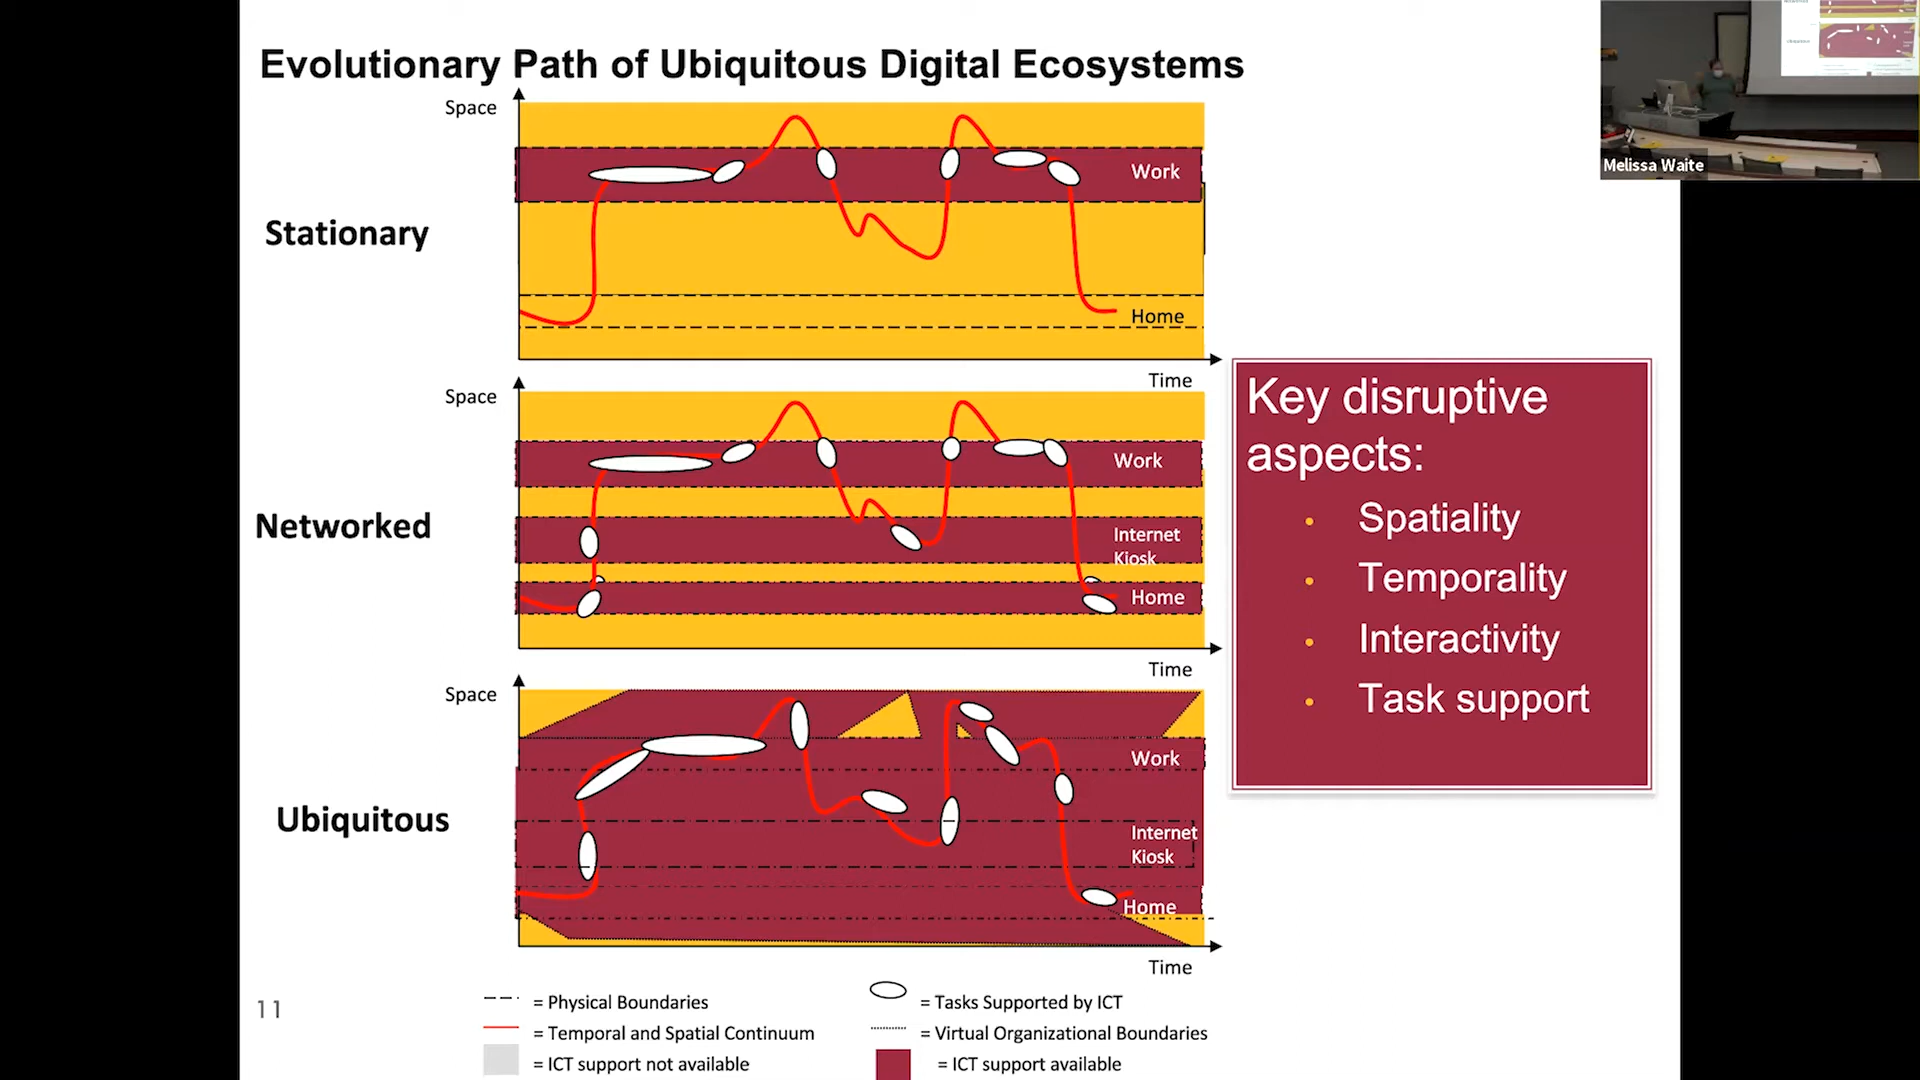 Evolutionary Path of Ubiquitous Digital Ecosystems
Melissa Waite
Space
Work
Stationary
Home
Time
Space
Work
Networked
Internet
Kiosk
Home
Time
Space
Work
Ubiquitous
Internet
Kiosk
Home
Time
Key disruptive
aspects:
• Spatiality
• Temporality
• Interactivity
• Task support
11
= Physical Boundaries
= Temporal and Spatial Continuum
= ICT support not available
= Tasks Supported by ICT
= Virtual Organizational Boundaries
= ICT support available